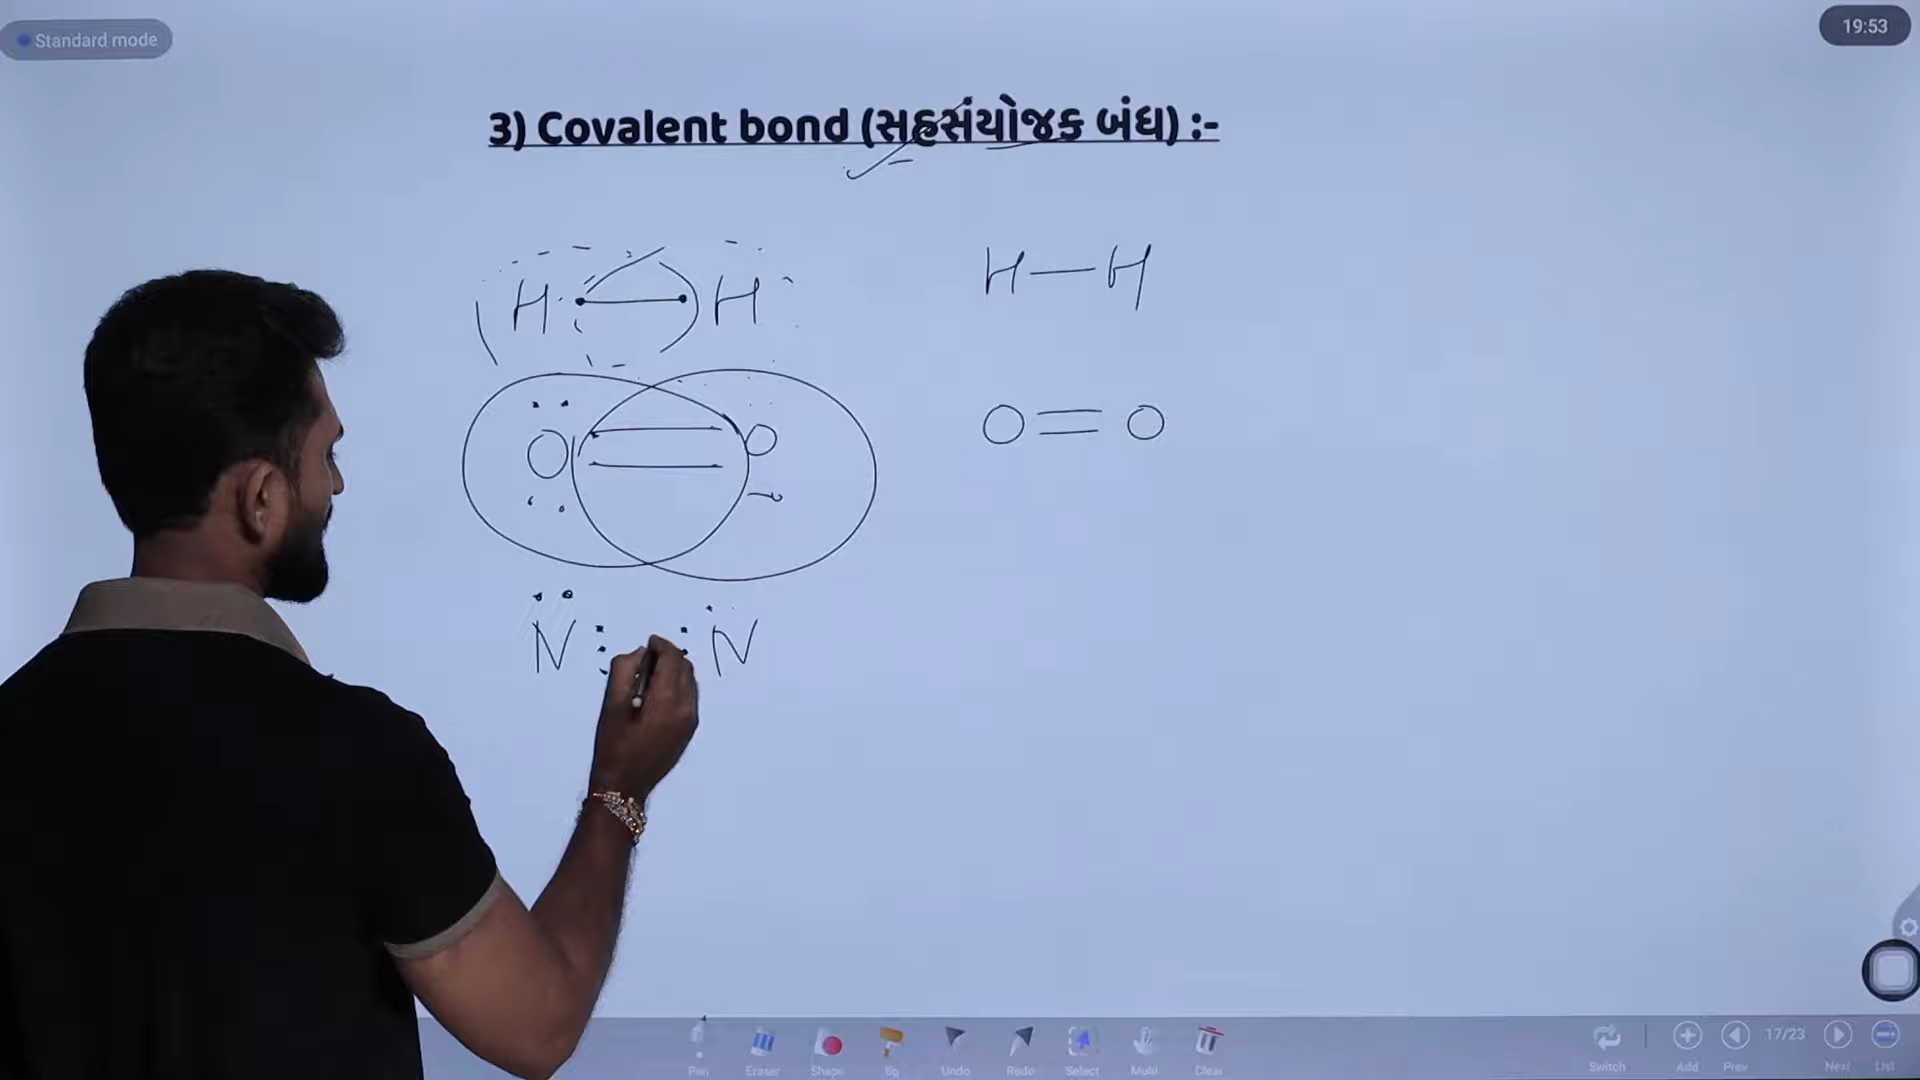 Standard mode
19:53
3) Covalent bond (સહસંયોજક બંધ) :-
H H
H — H
O O
O = O
N N
Pen Eraser Shape Bg Undo Redo Select Multi Clear
Switch Add Prev 17/23 Next List